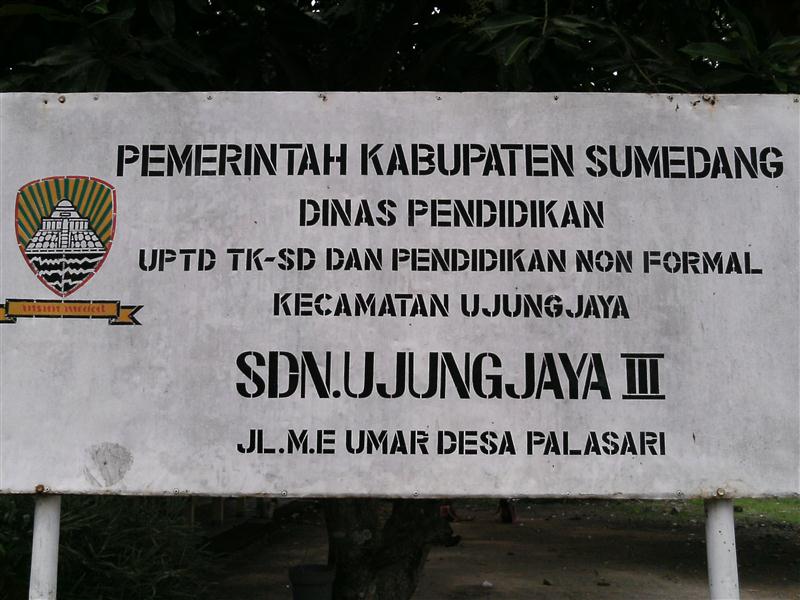 PEMERINTAH KABUPATEN SUMEDANG
DINAS PENDIDIKAN
UPTD TK-SD DAN PENDIDIKAN NON FORMAL
KECAMATAN UJUNGJAYA
SDN.UJUNGJAYA III
JL.M.E UMAR DESA PALASARI